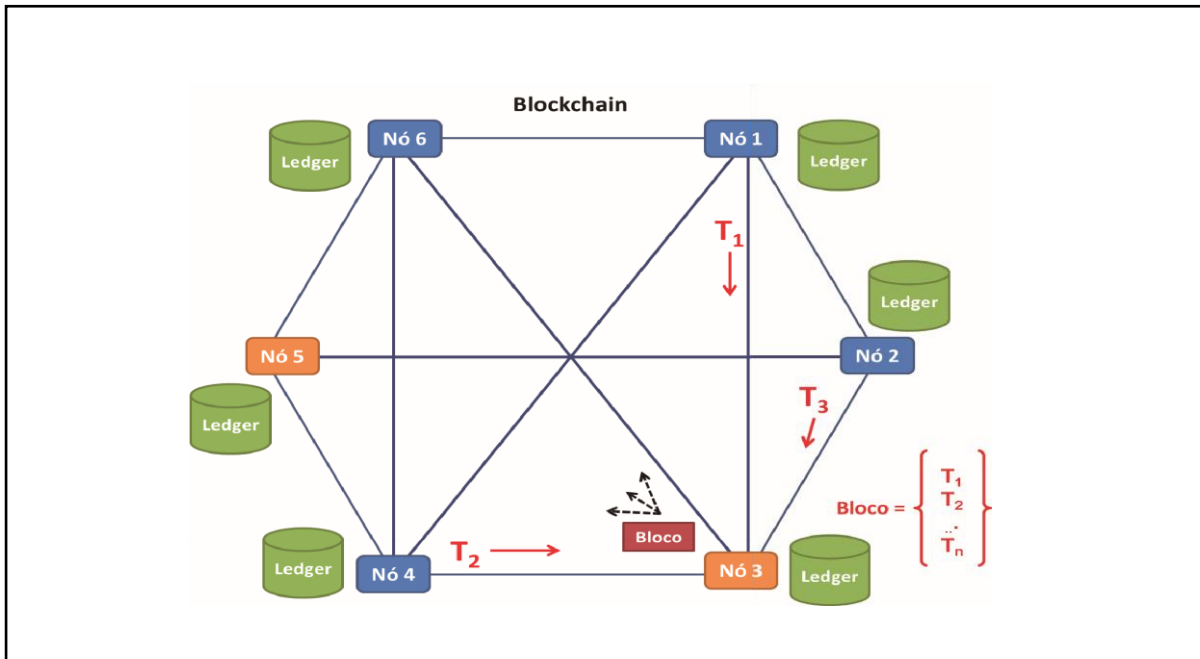 Blockchain
Nó 6
Nó 1
Ledger
Ledger
T1
Ledger
Nó 5
Nó 2
Ledger
T3
Bloco = { T1
T2
...
Tn }
Bloco
T2
Ledger
Nó 4
Nó 3
Ledger